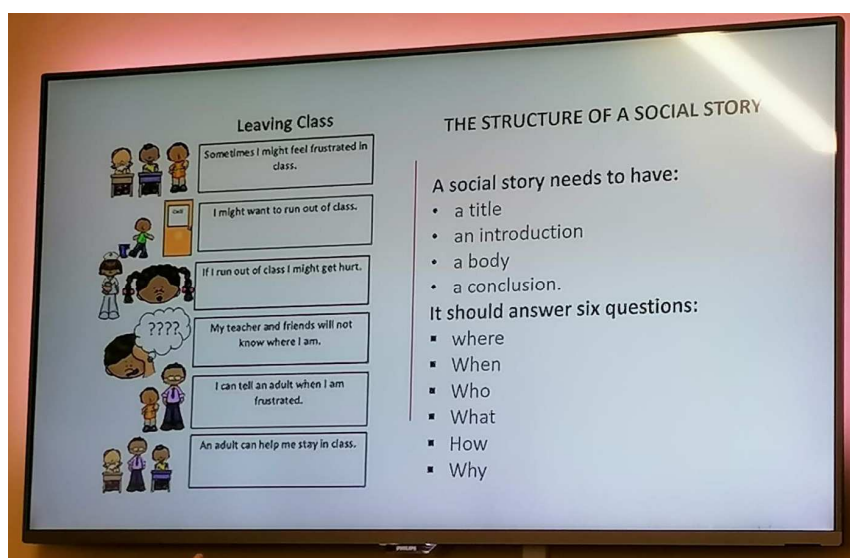 Leaving Class
Sometimes I might feel frustrated in
class.
I might want to run out of class.
If I run out of class I might get hurt.
????
My teacher and friends will not
know where I am.
I can tell an adult when I am
frustrated.
An adult can help me stay in class.
THE STRUCTURE OF A SOCIAL STORY
A social story needs to have:
• a title
• an introduction
• a body
• a conclusion.
It should answer six questions:
▪ where
▪ When
▪ Who
▪ What
▪ How
▪ Why
PHILIPS